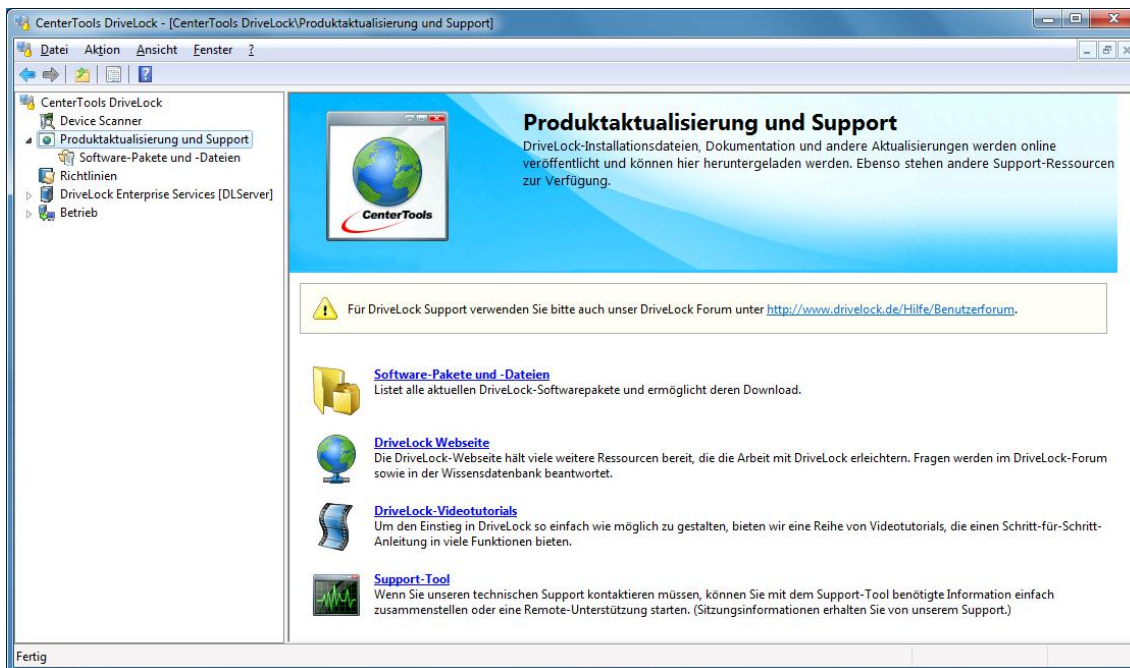 CenterTools DriveLock - [CenterTools DriveLock\Produktaktualisierung und Support]
Datei Aktion Ansicht Fenster ?
CenterTools DriveLock
Device Scanner
Produktaktualisierung und Support
Software-Pakete und -Dateien
Richtlinien
DriveLock Enterprise Services [DLServer]
Betrieb
CenterTools
Produktaktualisierung und Support
DriveLock-Installationsdateien, Dokumentation und andere Aktualisierungen werden online
veröffentlicht und können hier heruntergeladen werden. Ebenso stehen andere Support-Ressourcen
zur Verfügung.
Für DriveLock Support verwenden Sie bitte auch unser DriveLock Forum unter http://www.drivelock.de/Hilfe/Benutzerforum.
Software-Pakete und -Dateien
Listet alle aktuellen DriveLock-Softwarepakete und ermöglicht deren Download.
DriveLock Webseite
Die DriveLock-Webseite hält viele weitere Ressourcen bereit, die die Arbeit mit DriveLock erleichtern. Fragen werden im DriveLock-Forum
sowie in der Wissensdatenbank beantwortet.
DriveLock-Videotutorials
Um den Einstieg in DriveLock so einfach wie möglich zu gestalten, bieten wir eine Reihe von Videotutorials, die einen Schritt-für-Schritt-
Anleitung in viele Funktionen bieten.
Support-Tool
Wenn Sie unseren technischen Support kontaktieren müssen, können Sie mit dem Support-Tool benötigte Information einfach
zusammenstellen oder eine Remote-Unterstützung starten. (Sitzungsinformationen erhalten Sie von unserem Support.)
Fertig